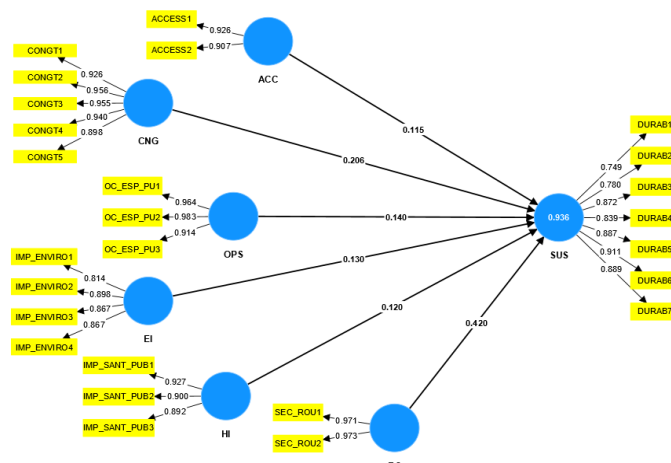 ACCESS1
0.926
ACCESS2
0.907
ACC
CONGT1
CONGT2
CONGT3
CONGT4
CONGT5
0.926
0.956
0.955
0.940
0.898
CNG
0.115
0.206
OC_ESP_PU1
OC_ESP_PU2
OC_ESP_PU3
0.964
0.983
0.914
OPS
0.140
IMP_ENVIRO1
IMP_ENVIRO2
IMP_ENVIRO3
IMP_ENVIRO4
0.814
0.898
0.867
0.867
EI
0.130
IMP_SANT_PUB1
IMP_SANT_PUB2
IMP_SANT_PUB3
0.927
0.900
0.892
HI
0.120
SEC_ROU1
SEC_ROU2
0.971
0.973
0.420
0.936
SUS
0.749
0.780
0.872
0.839
0.887
0.911
0.889
DURAB1
DURAB2
DURAB3
DURAB4
DURAB5
DURAB6
DURAB7